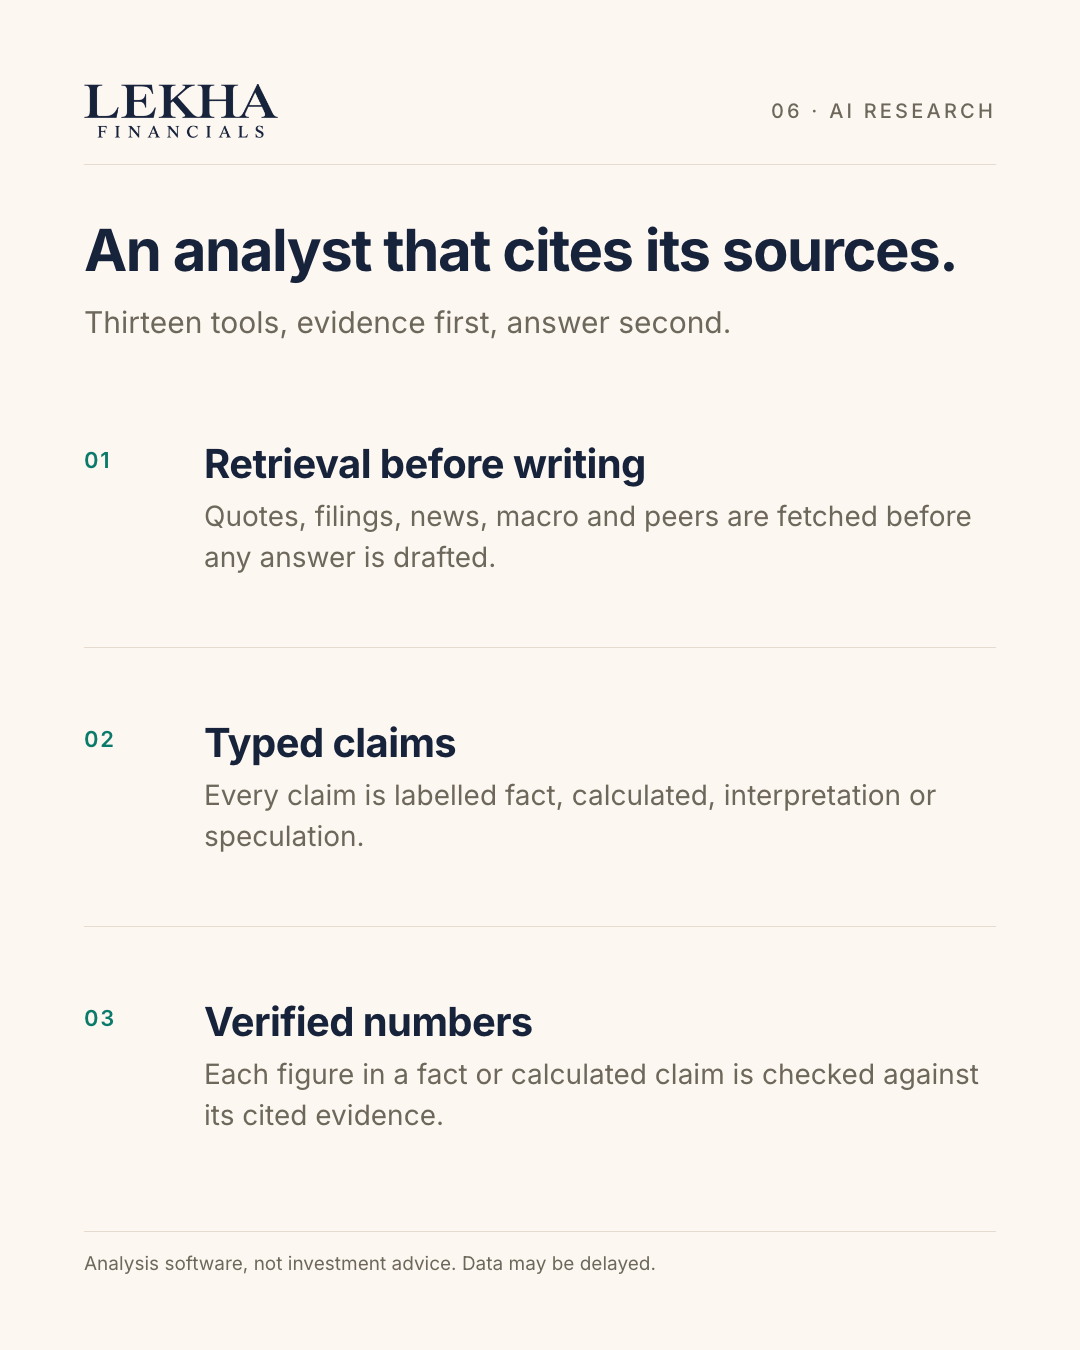 LEKHA
FINANCIALS
06 · AI RESEARCH
An analyst that cites its sources.
Thirteen tools, evidence first, answer second.
01
Retrieval before writing
Quotes, filings, news, macro and peers are fetched before
any answer is drafted.
02
Typed claims
Every claim is labelled fact, calculated, interpretation or
speculation.
03
Verified numbers
Each figure in a fact or calculated claim is checked against
its cited evidence.
Analysis software, not investment advice. Data may be delayed.